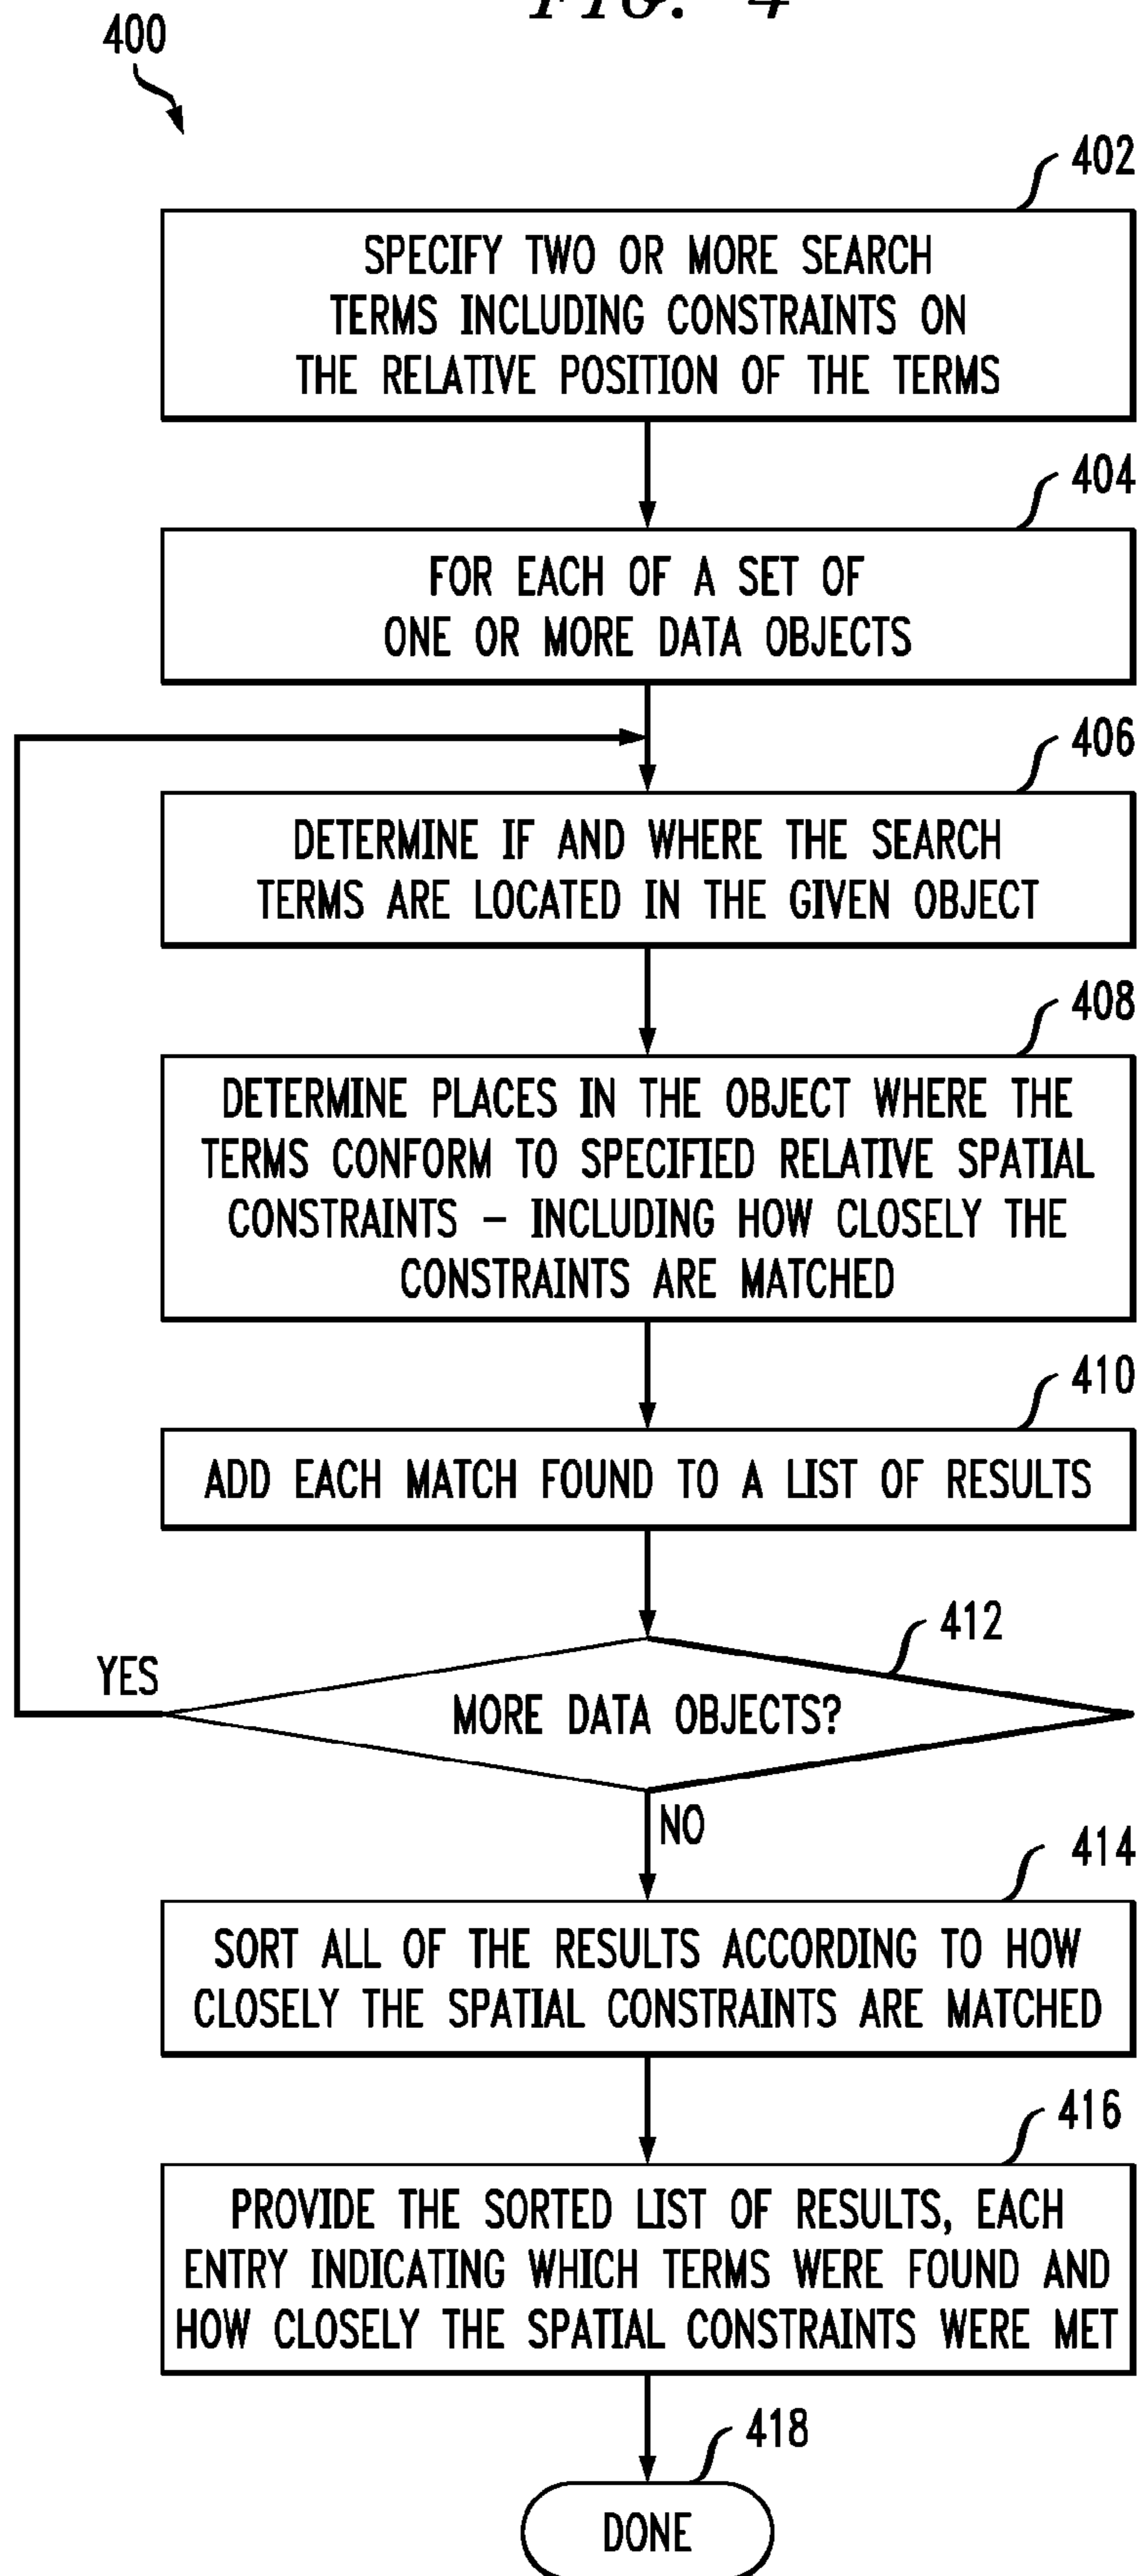 FIG. 4
400
402
SPECIFY TWO OR MORE SEARCH
TERMS INCLUDING CONSTRAINTS ON
THE RELATIVE POSITION OF THE TERMS
404
FOR EACH OF A SET OF
ONE OR MORE DATA OBJECTS
406
DETERMINE IF AND WHERE THE SEARCH
TERMS ARE LOCATED IN THE GIVEN OBJECT
408
DETERMINE PLACES IN THE OBJECT WHERE THE
TERMS CONFORM TO SPECIFIED RELATIVE SPATIAL
CONSTRAINTS – INCLUDING HOW CLOSELY THE
CONSTRAINTS ARE MATCHED
410
ADD EACH MATCH FOUND TO A LIST OF RESULTS
412
YES
MORE DATA OBJECTS?
NO
414
SORT ALL OF THE RESULTS ACCORDING TO HOW
CLOSELY THE SPATIAL CONSTRAINTS ARE MATCHED
416
PROVIDE THE SORTED LIST OF RESULTS, EACH
ENTRY INDICATING WHICH TERMS WERE FOUND AND
HOW CLOSELY THE SPATIAL CONSTRAINTS WERE MET
418
DONE